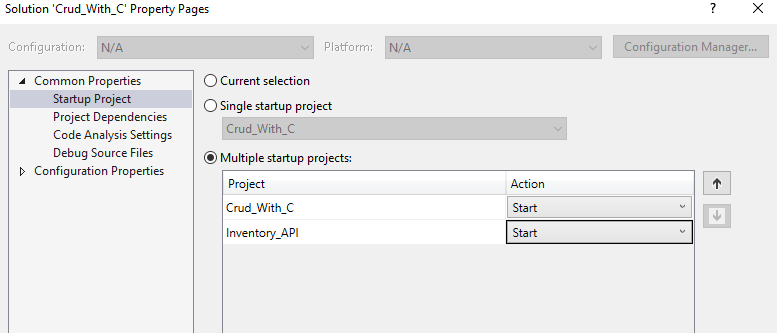 Solution 'Crud_With_C' Property Pages ? ×
Configuration: N/A Platform: N/A Configuration Manager...
Common Properties
Startup Project
Project Dependencies
Code Analysis Settings
Debug Source Files
Configuration Properties
Current selection
Single startup project
Crud_With_C
Multiple startup projects:
Project Action
Crud_With_C Start
Inventory_API Start